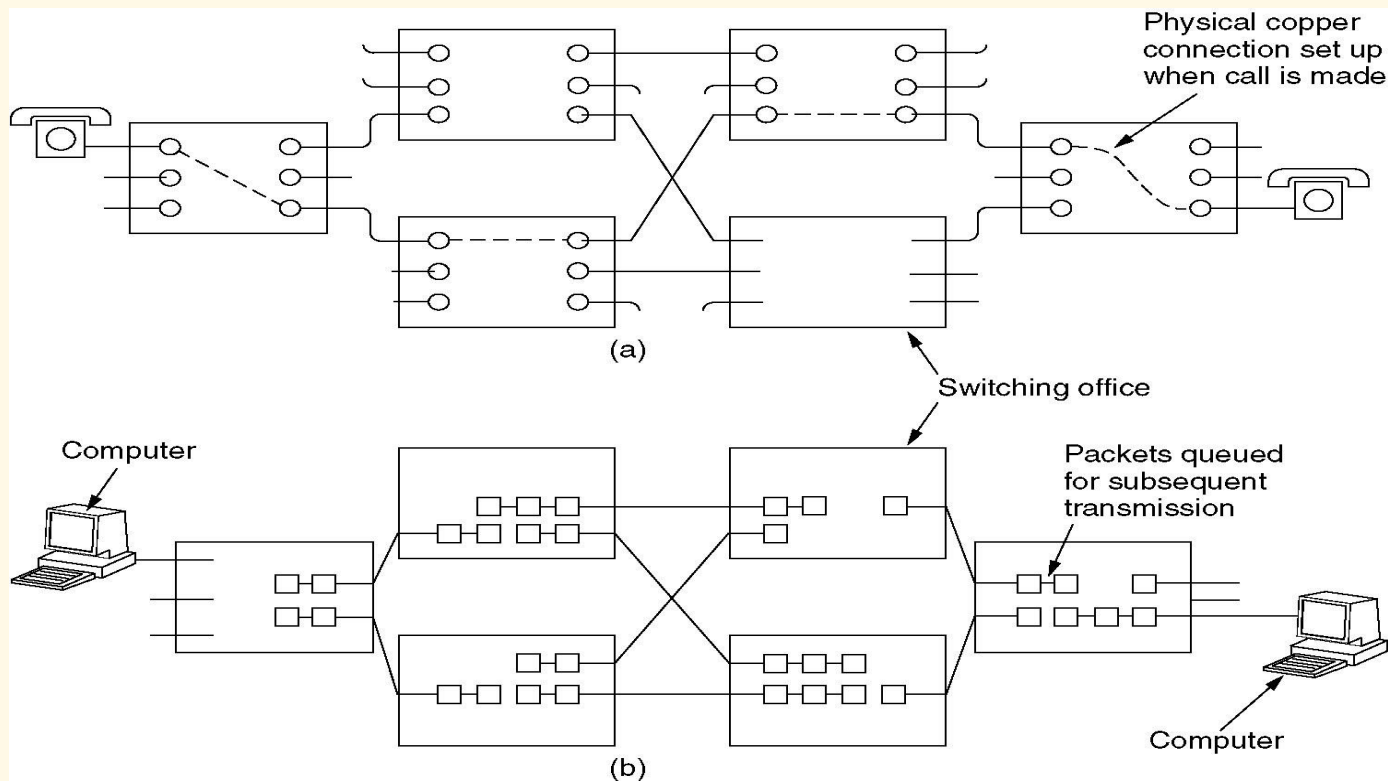 Physical copper
connection set up
when call is made
(a)
Switching office
Computer
Packets queued
for subsequent
transmission
Computer
(b)